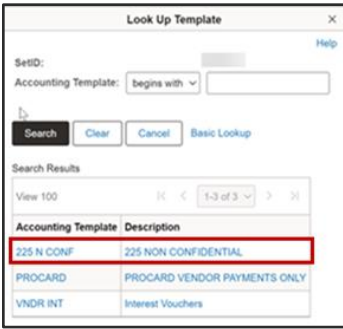 Look Up Template
Help
SetID:
Accounting Template: begins with
Search Clear Cancel Basic Lookup
Search Results
View 100 1-3 of 3
Accounting Template Description
225 N CONF 225 NON CONFIDENTIAL
PROCARD PROCARD VENDOR PAYMENTS ONLY
VNDR INT Interest Vouchers